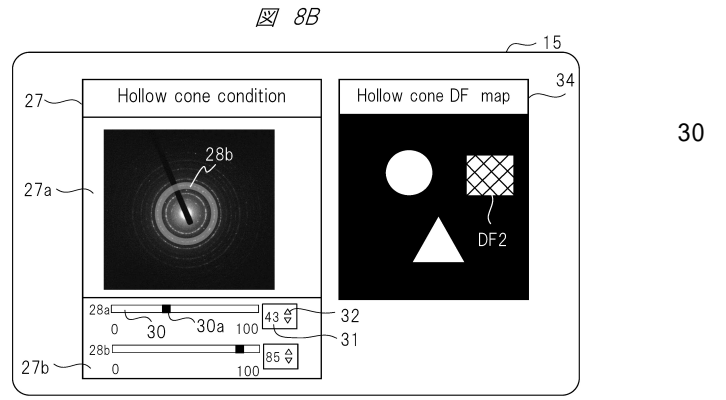 図 8B
15
27
Hollow cone condition
Hollow cone DF map
34
30
28b
27a
DF2
28a
0
30
30a
100
43
32
31
28b
0
100
85
27b